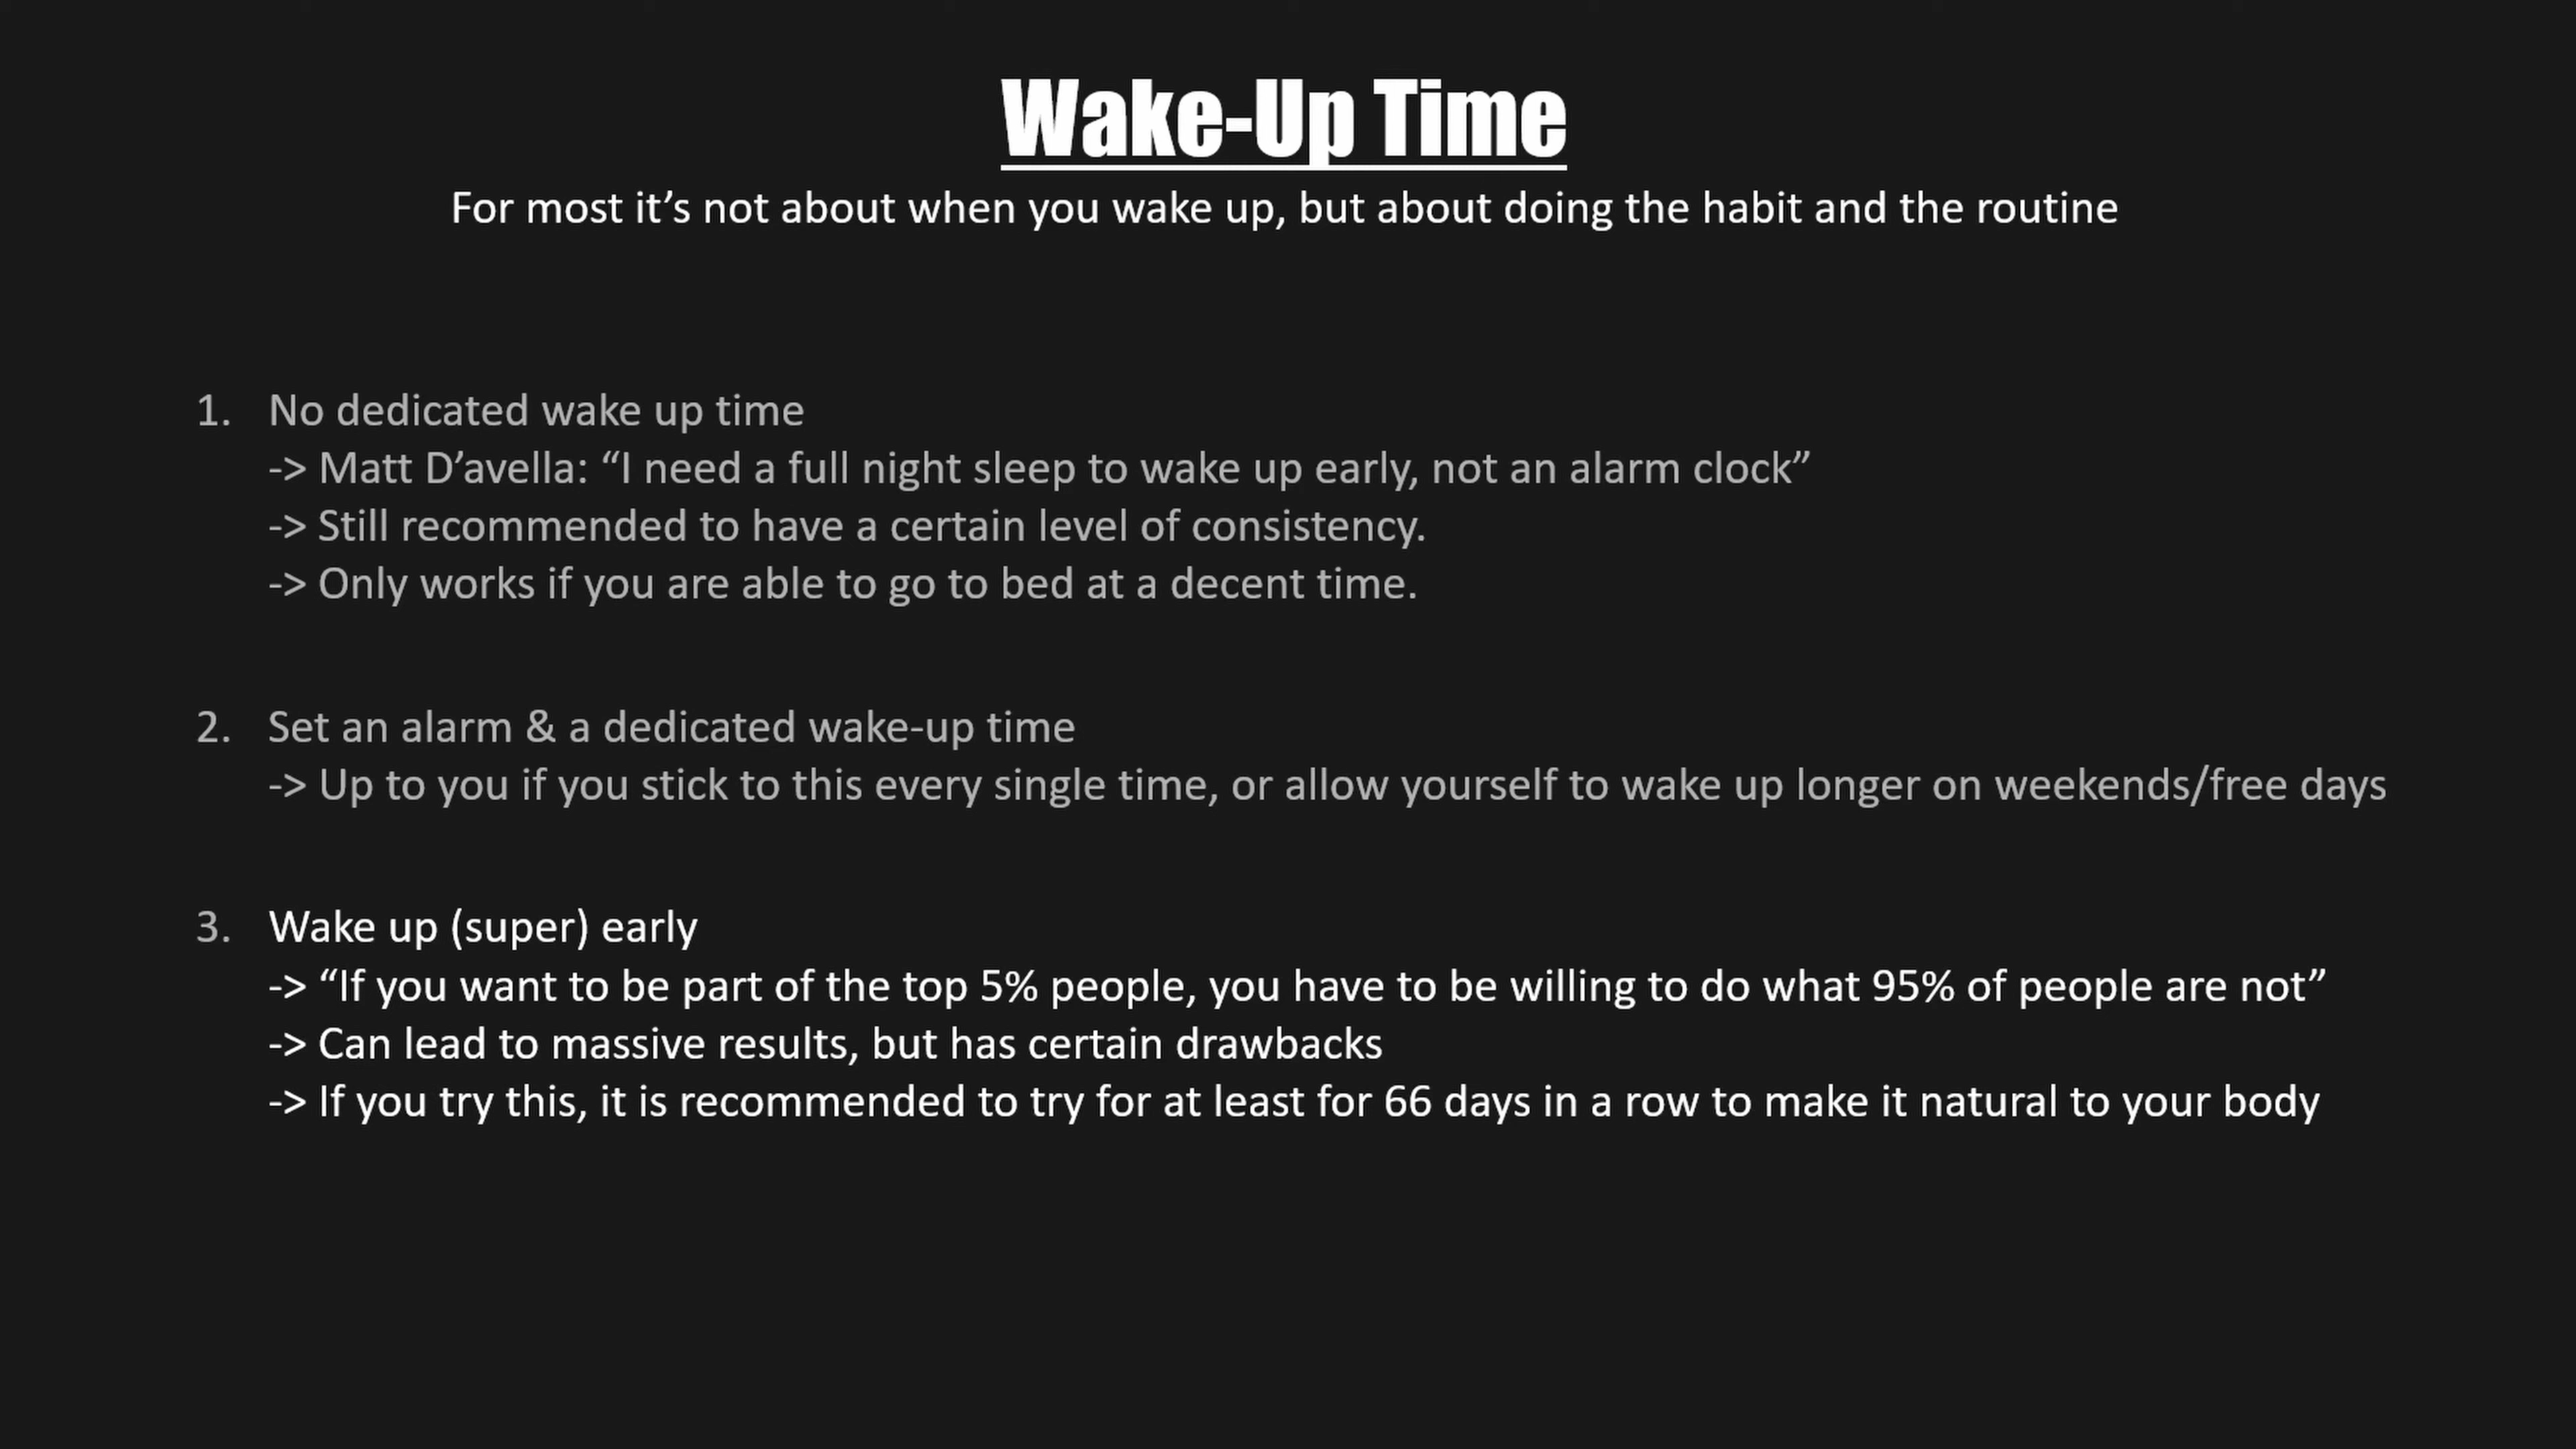 Wake-Up Time
For most it’s not about when you wake up, but about doing the habit and the routine
1. No dedicated wake up time
-> Matt D’avella: “I need a full night sleep to wake up early, not an alarm clock”
-> Still recommended to have a certain level of consistency.
-> Only works if you are able to go to bed at a decent time.
2. Set an alarm & a dedicated wake-up time
-> Up to you if you stick to this every single time, or allow yourself to wake up longer on weekends/free days
3. Wake up (super) early
-> “If you want to be part of the top 5% people, you have to be willing to do what 95% of people are not”
-> Can lead to massive results, but has certain drawbacks
-> If you try this, it is recommended to try for at least for 66 days in a row to make it natural to your body